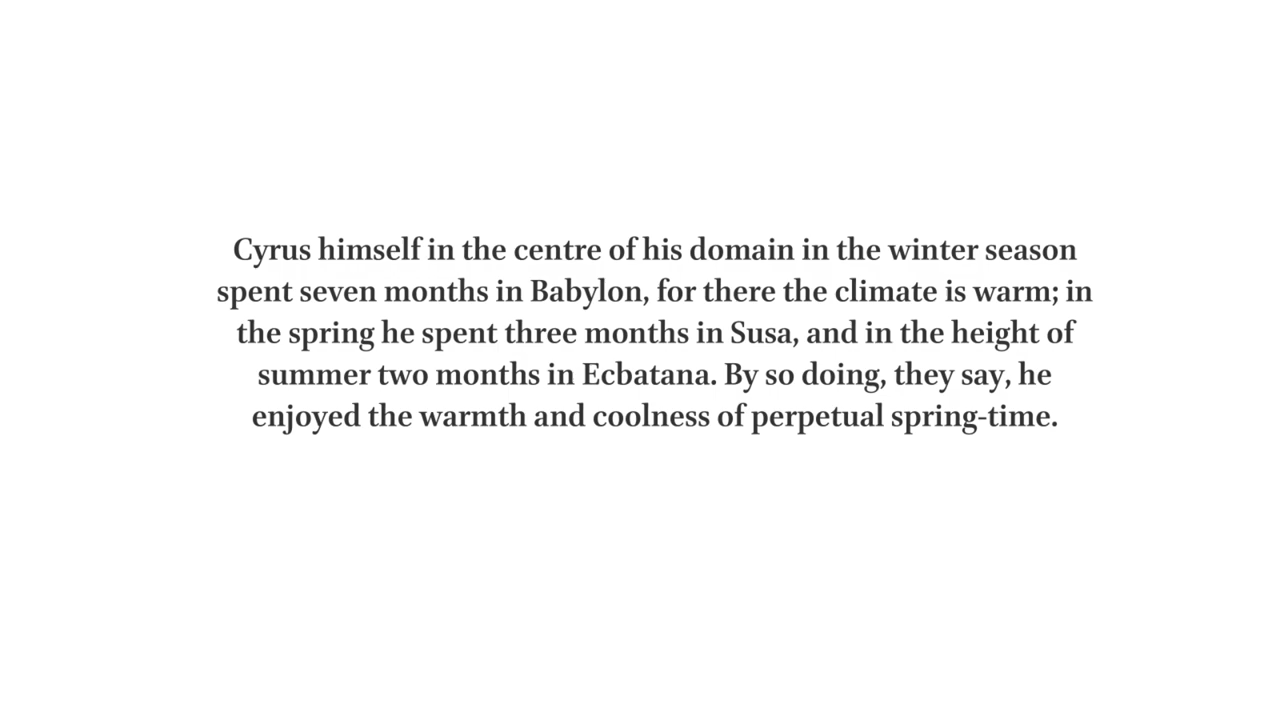 Cyrus himself in the centre of his domain in the winter season
spent seven months in Babylon, for there the climate is warm; in
the spring he spent three months in Susa, and in the height of
summer two months in Ecbatana. By so doing, they say, he
enjoyed the warmth and coolness of perpetual spring-time.